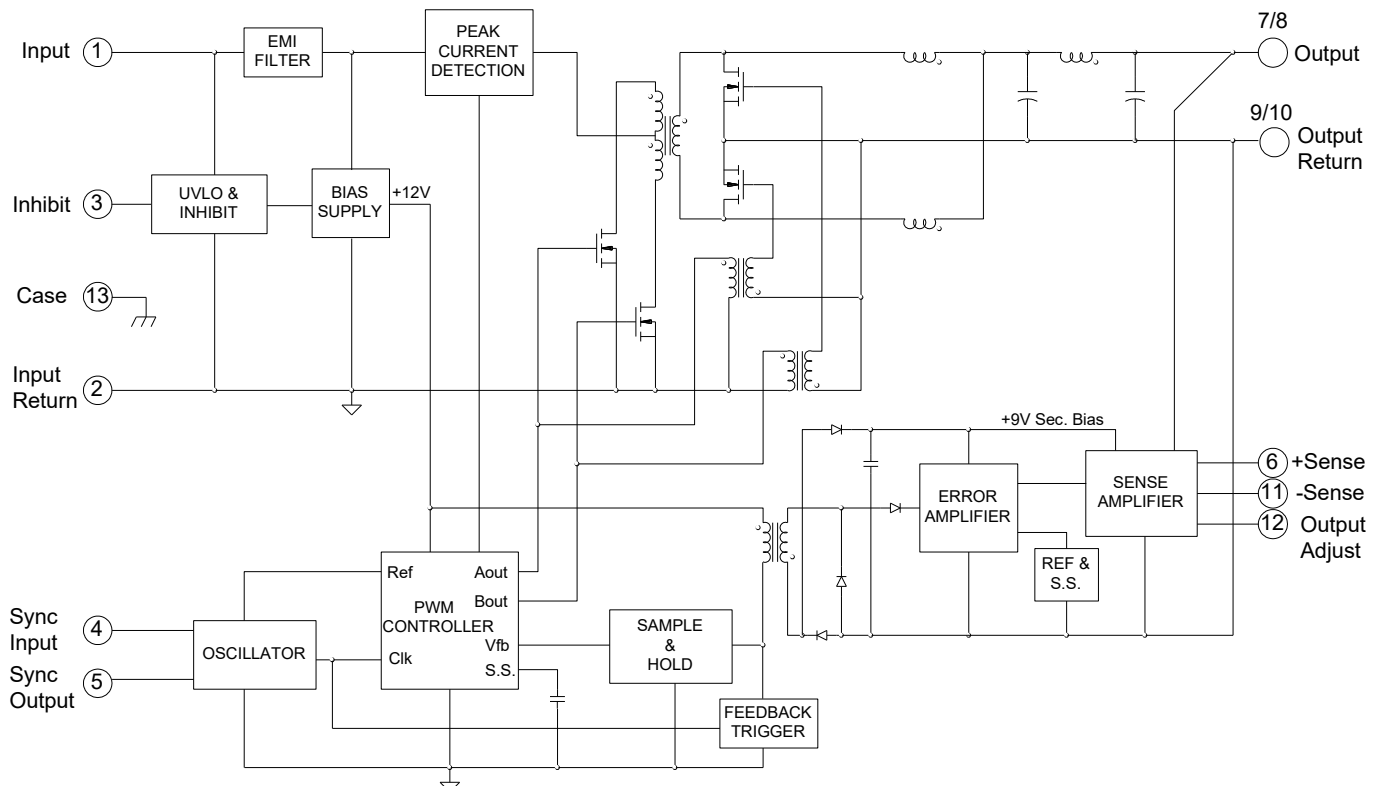 7/8
Input
1
EMI
FILTER
PEAK
CURRENT
DETECTION
Output
9/10
Output
Return
Inhibit
3
UVLO &
INHIBIT
BIAS
SUPPLY
+12V
Case
13
Input
Return
2
+9V Sec. Bias
6
+Sense
11
-Sense
12
Output
Adjust
ERROR
AMPLIFIER
SENSE
AMPLIFIER
REF &
S.S.
Ref
Aout
Bout
PWM
CONTROLLER
Vfb
Clk
S.S.
SAMPLE
&
HOLD
Sync
Input
4
OSCILLATOR
Sync
Output
5
FEEDBACK
TRIGGER